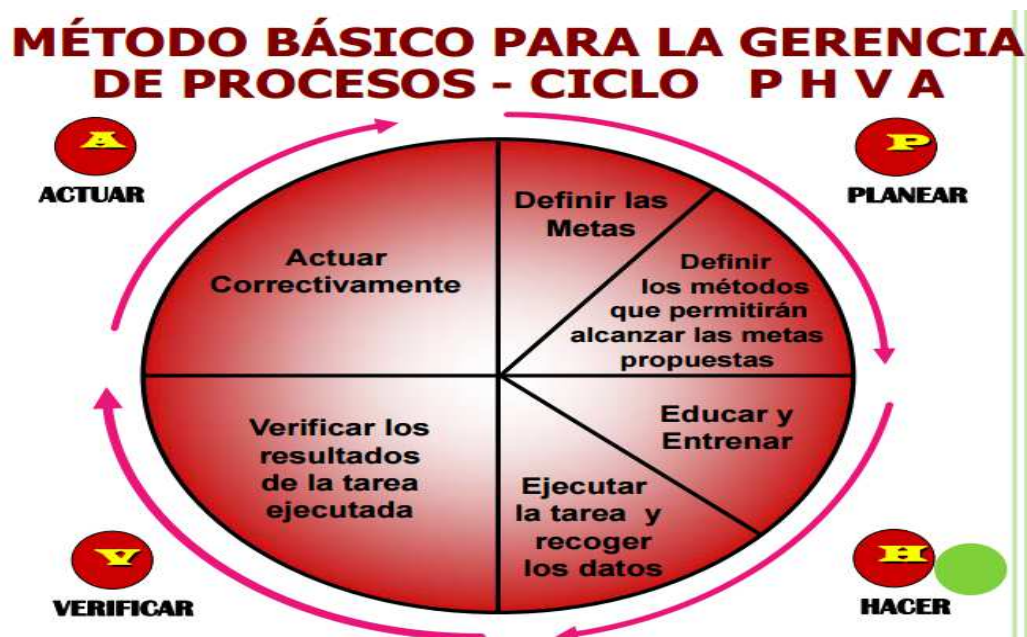 MÉTODO BÁSICO PARA LA GERENCIA
DE PROCESOS - CICLO P H V A
A
ACTUAR
P
PLANEAR
Definir las
Metas
Definir
los métodos
que permitirán
alcanzar las metas
propuestas
Actuar
Correctivamente
Educar y
Entrenar
Ejecutar
la tarea y
recoger
los datos
Verificar los
resultados
de la tarea
ejecutada
V
VERIFICAR
H
HACER